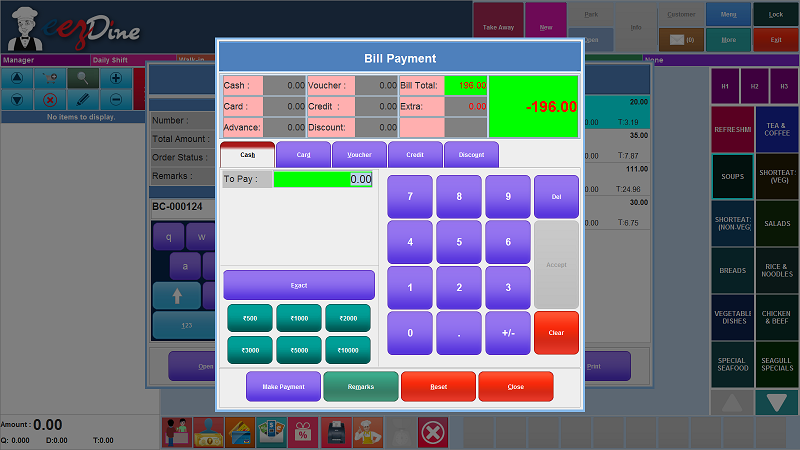 eezDine
Take Away
New
Park
Open
Info
Customer
(0)
Menu
More
Lock
Exit
Manager
Daily Shift
Walk-in
None
No items to display.
Number :
Total Amount :
Order Status :
Remarks :
BC-000124
q w
a
123
Open
Print
Bill Payment
Cash : 0.00 Voucher : 0.00 Bill Total: 196.00
Card : 0.00 Credit : 0.00 Extra: 0.00
Advance: 0.00 Discount: 0.00
-196.00
Cash Card Voucher Credit Discount
To Pay : 0.00
7 8 9 Del
4 5 6
Accept
1 2 3
0 . +/- Clear
Exact
₹500 ₹1000 ₹2000
₹3000 ₹5000 ₹10000
Make Payment Remarks Reset Close
20.00
0.00 T:3.19
35.00
0.00 T:7.87
111.00
0.00 T:24.96
30.00
0.00 T:6.75
H1 H2 H3
REFRESHMI
TEA & COFFEE
SOUPS
SHORTEAT: (VEG)
SHORTEAT: (NON-VEG)
SALADS
BREADS
RICE & NOODLES
VEGETABLE DISHES
CHICKEN & BEEF
SPECIAL SEAFOOD
SEAGULL SPECIALS
Amount : 0.00
Q: 0.000 D:0.00 T:0.00